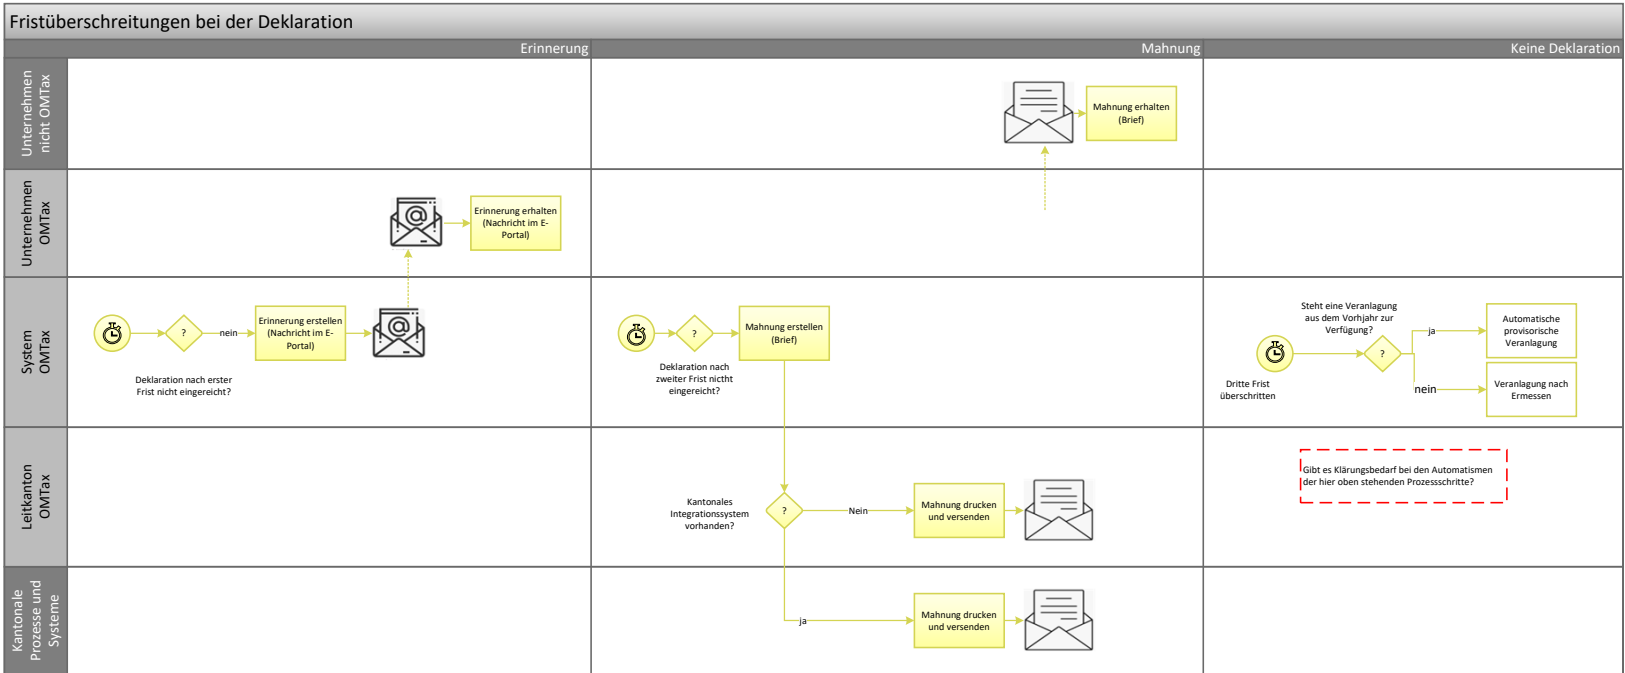 Fristüberschreitungen bei der Deklaration
Erinnerung
Mahnung
Keine Deklaration
Unternehmen
nicht OMTax
Mahnung erhalten
(Brief)
Unternehmen
OMTax
@
Erinnerung erhalten
(Nachricht im E-
Portal)
System
OMTax
?
nein
Erinnerung erstellen
(Nachricht im E-
Portal)
@
Deklaration nach erster
Frist nicht eingereicht?
?
Mahnung erstellen
(Brief)
Deklaration nach
zweiter Frist nictht
eingereicht?
Steht eine Veranlagung
aus dem Vorhjahr zur
Verfügung?
Dritte Frist
überschritten
?
ja
Automatische
provisorische
Veranlagung
nein
Veranlagung nach
Ermessen
Leitkanton
OMTax
Kantonales
Integrationssystem
vorhanden?
?
Nein
Mahnung drucken
und versenden
Gibt es Klärungsbedarf bei den Automatismen
der hier oben stehenden Prozessschritte?
Kantonale
Prozesse und
Systeme
ja
Mahnung drucken
und versenden